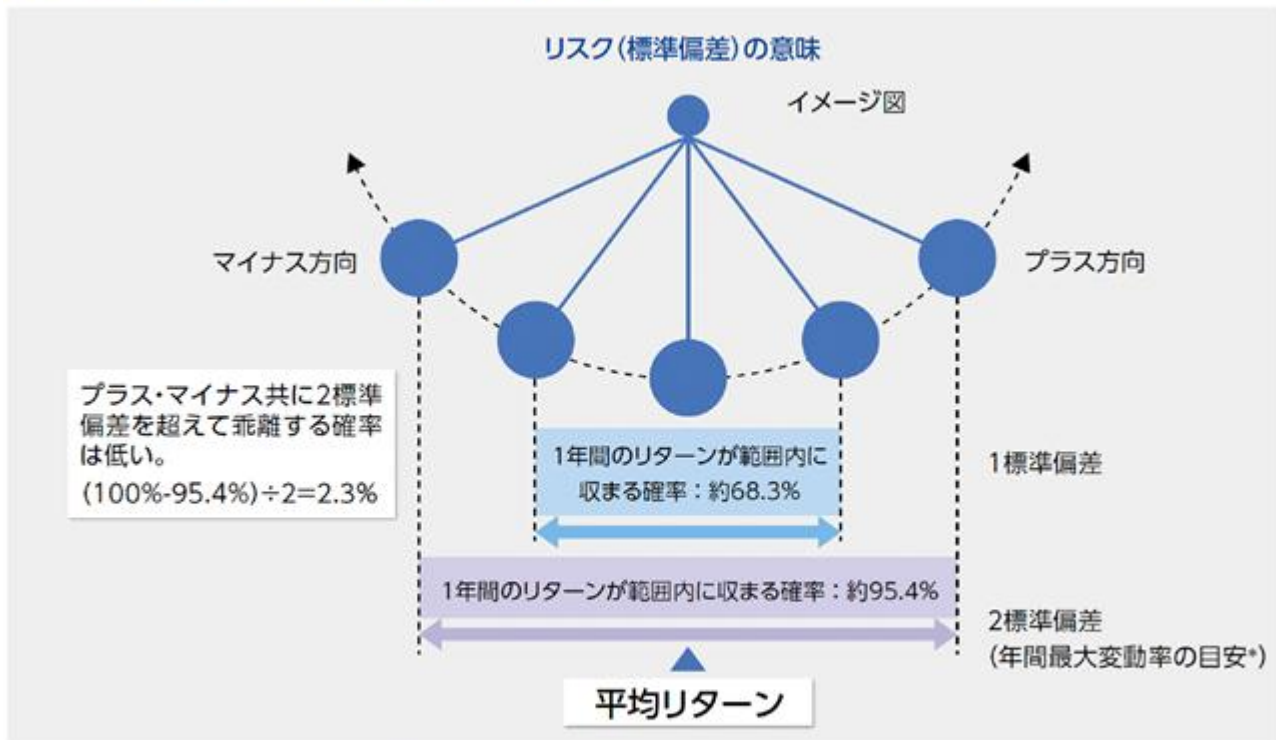 リスク(標準偏差)の意味
イメージ図
マイナス方向
プラス方向
プラス・マイナス共に2標準
偏差を超えて乖離する確率
は低い。
(100%-95.4%)÷2=2.3%
1年間のリターンが範囲内に
収まる確率：約68.3%
1標準偏差
1年間のリターンが範囲内に収まる確率：約95.4%
2標準偏差
(年間最大変動率の目安*)
平均リターン